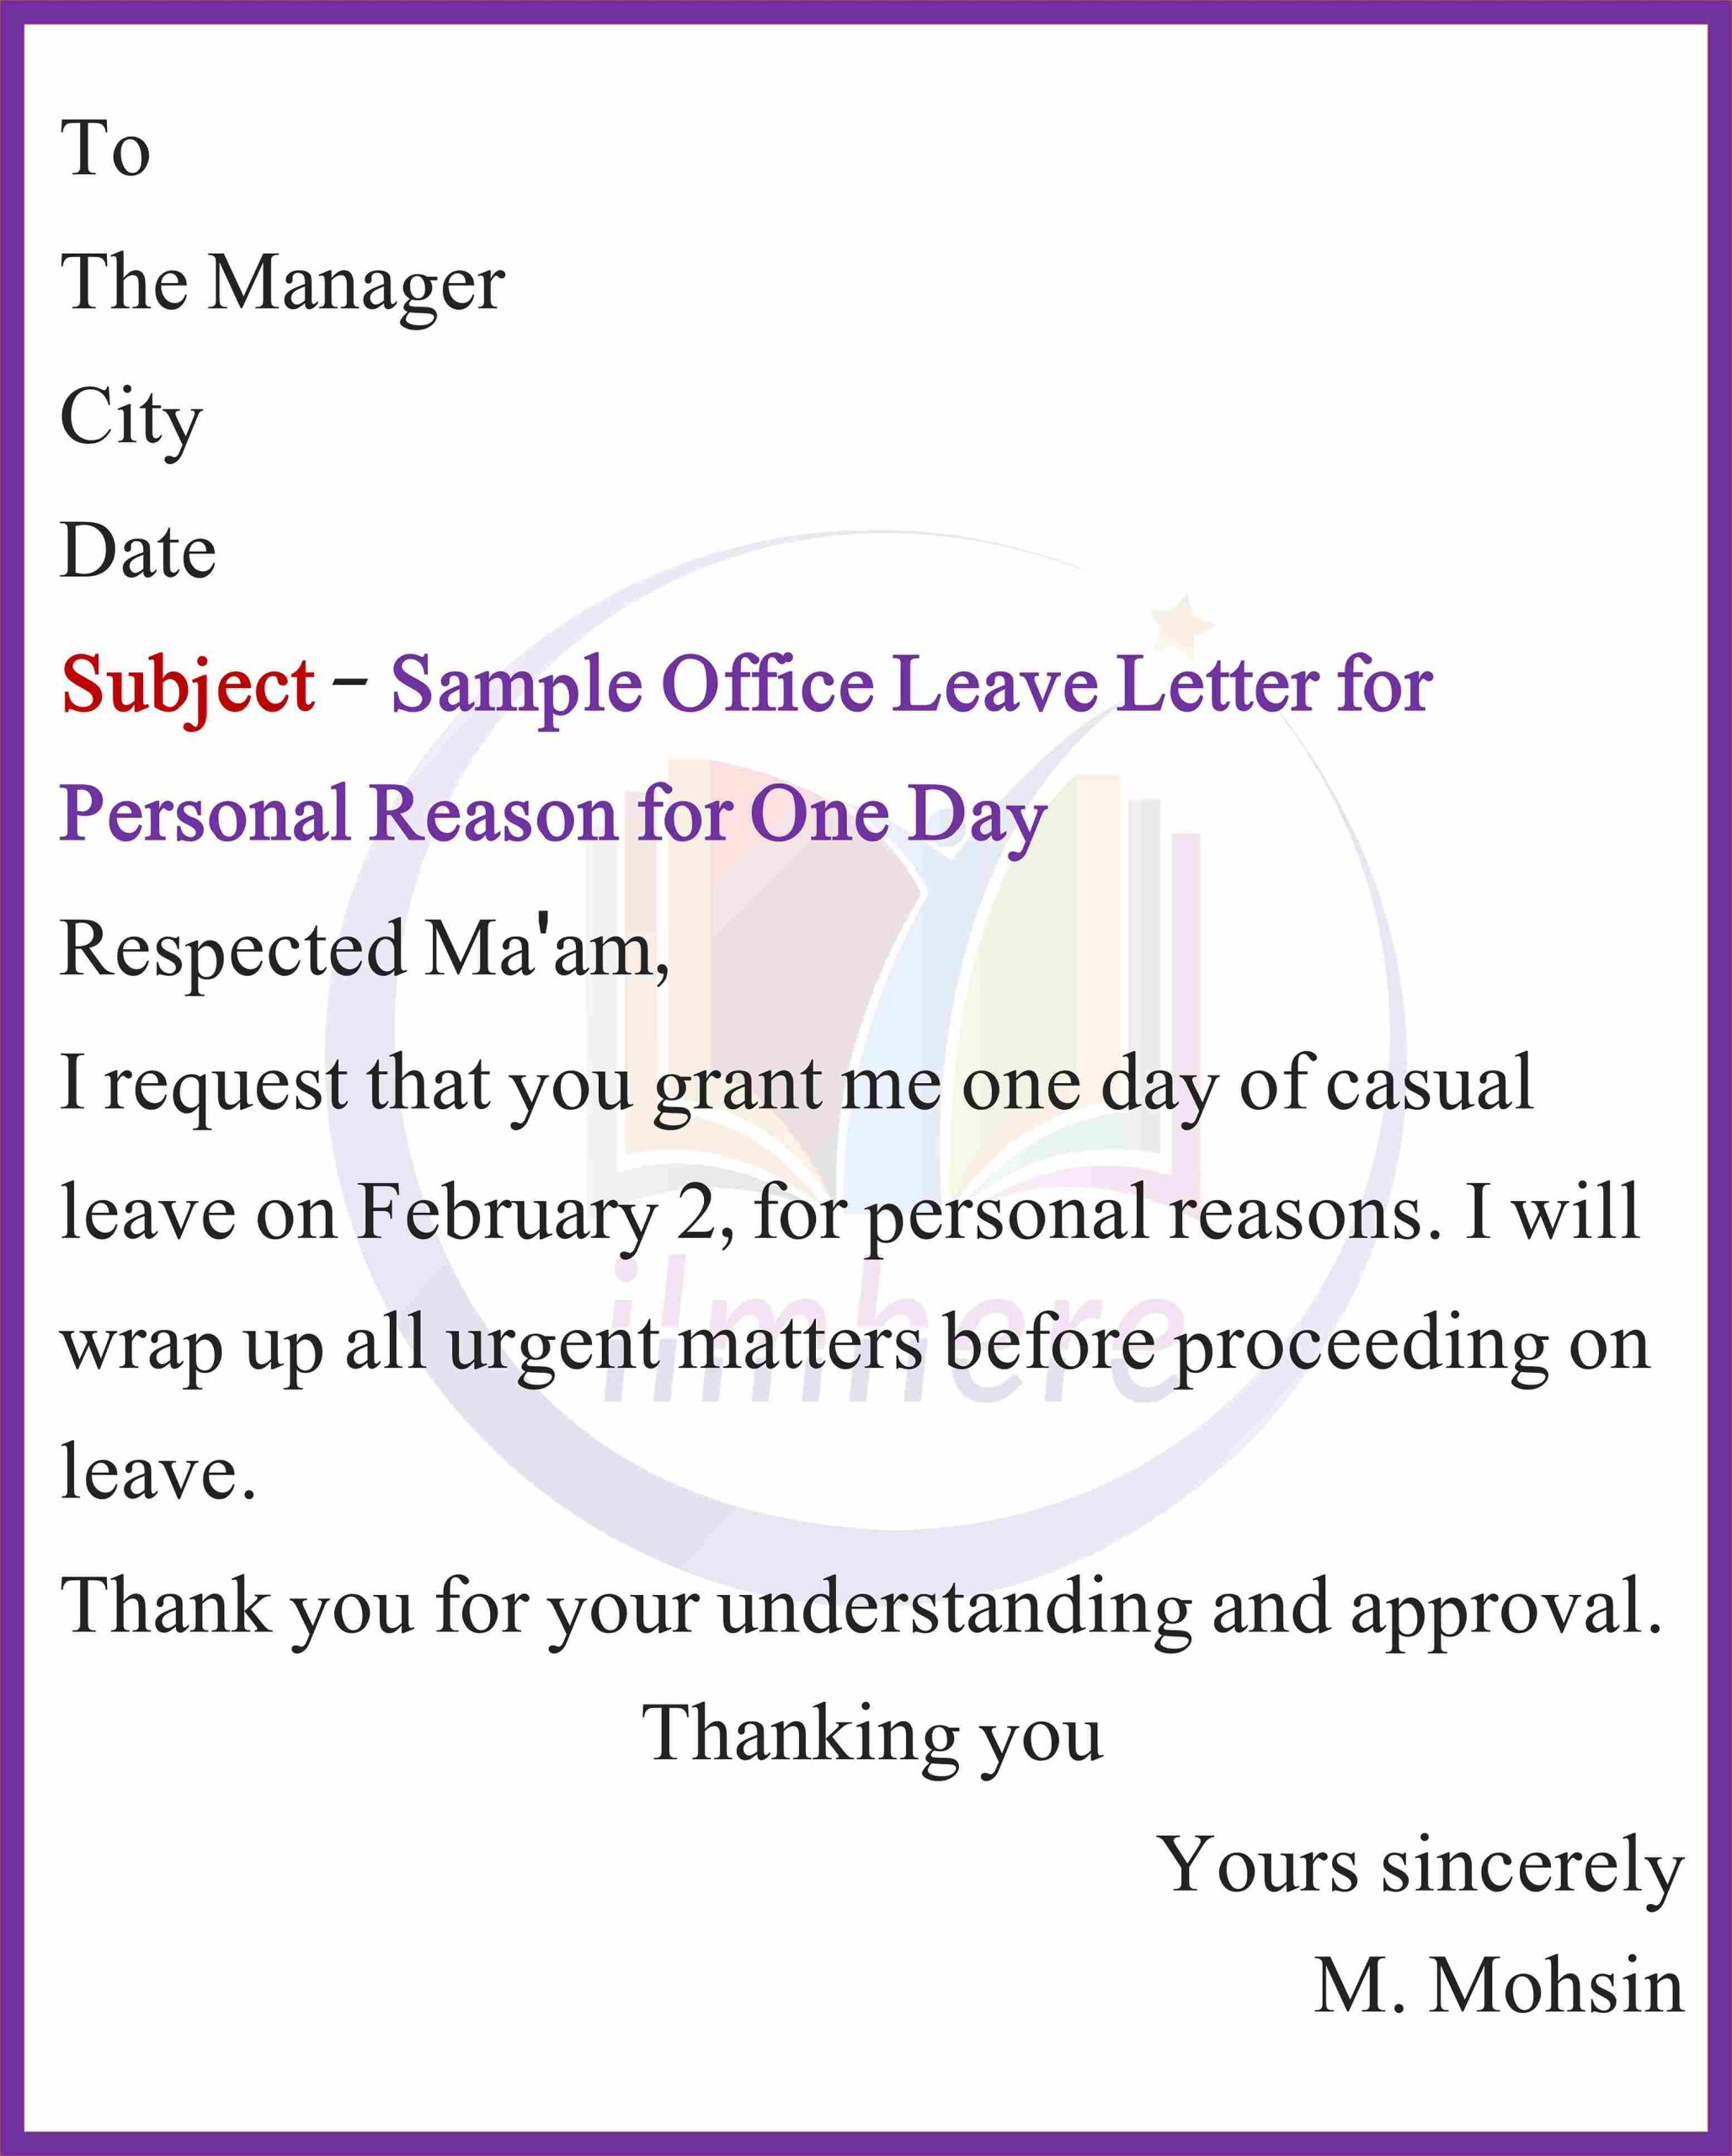 To
The Manager
City
Date
Subject – Sample Office Leave Letter for
Personal Reason for One Day
Respected Ma'am,
I request that you grant me one day of casual
leave on February 2, for personal reasons. I will
wrap up all urgent matters before proceeding on
leave.
Thank you for your understanding and approval.
Thanking you
Yours sincerely
M. Mohsin
ilmhere